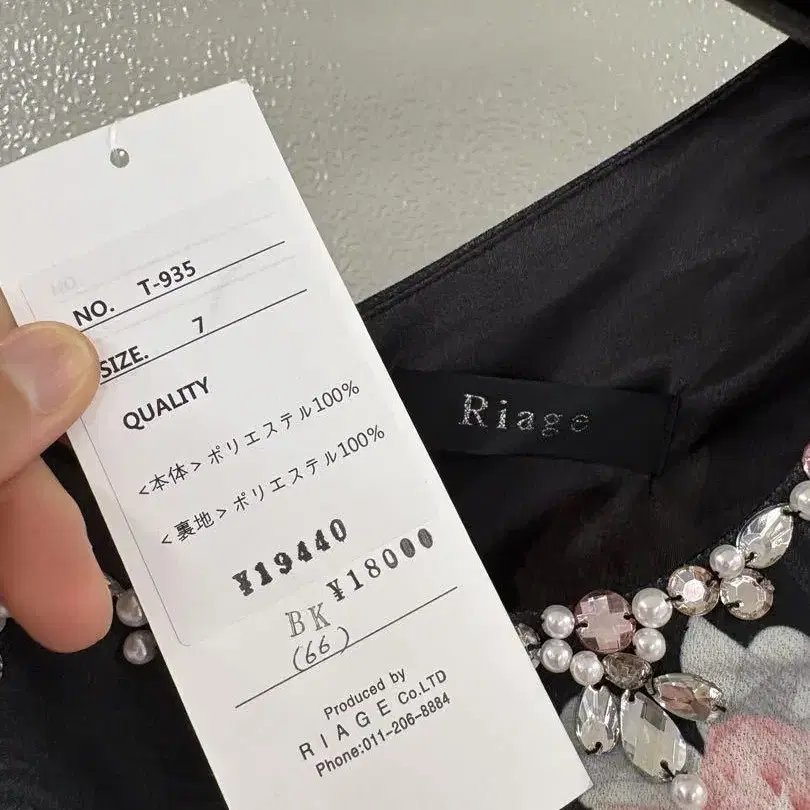 NO.
NO. T-935
SIZE. 7
QUALITY
<本体>ポリエステル100%
<裏地>ポリエステル100%
¥19440
¥18000
BK
(66)
Produced by
RIAGE Co.LTD
Phone:011-206-8884
Riage